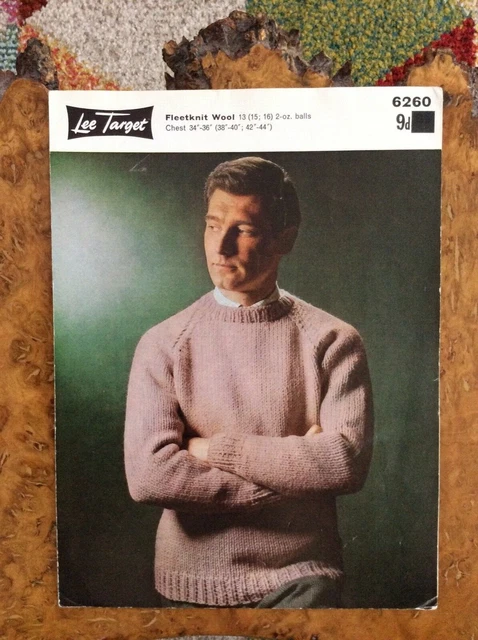 Lee Target
Fleetknit Wool 13 (15; 16) 2-oz. balls
Chest 34"-36" (38"-40"; 42"-44")
6260
9d